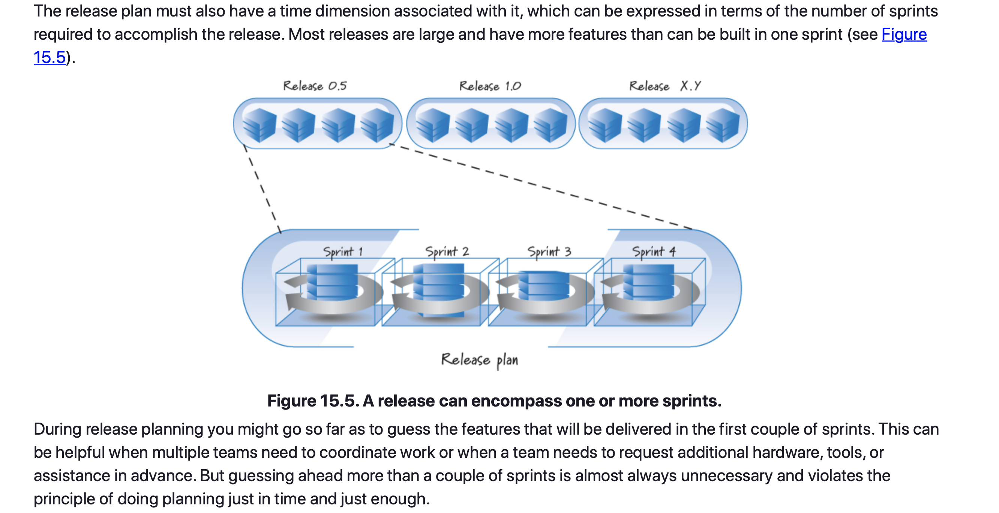 The release plan must also have a time dimension associated with it, which can be expressed in terms of the number of sprints
required to accomplish the release. Most releases are large and have more features than can be built in one sprint (see Figure
15.5).
Release 0.5 Release 1.0 Release X.Y
Sprint 1 Sprint 2 Sprint 3 Sprint 4
Release plan
Figure 15.5. A release can encompass one or more sprints.
During release planning you might go so far as to guess the features that will be delivered in the first couple of sprints. This can
be helpful when multiple teams need to coordinate work or when a team needs to request additional hardware, tools, or
assistance in advance. But guessing ahead more than a couple of sprints is almost always unnecessary and violates the
principle of doing planning just in time and just enough.